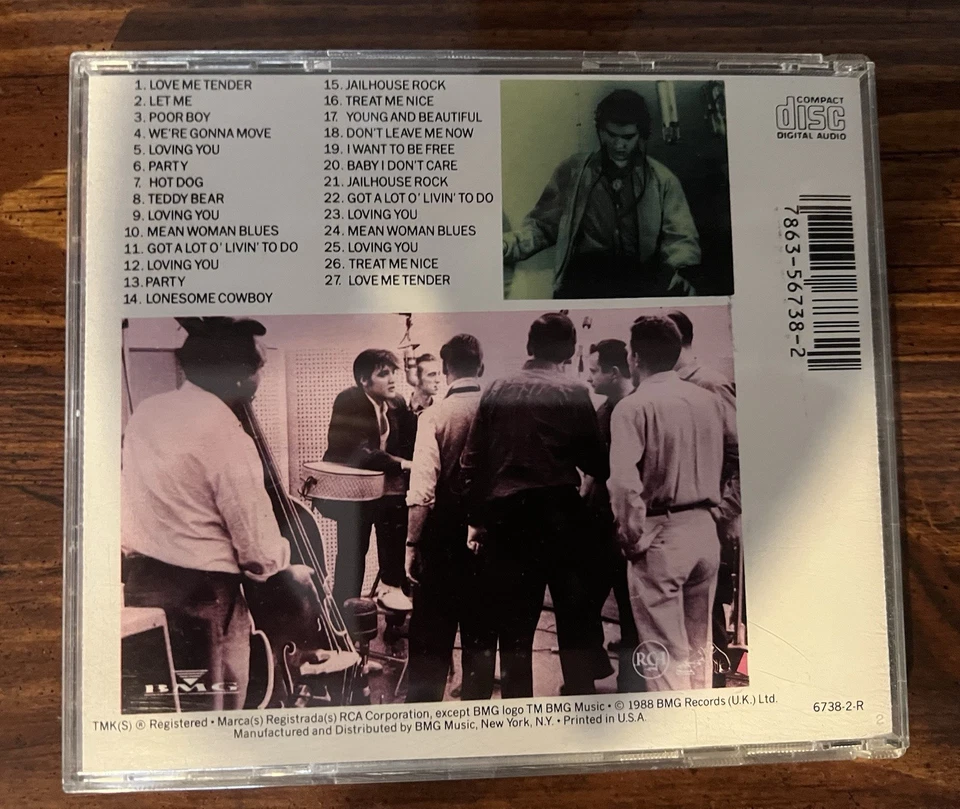 1. LOVE ME TENDER
2. LET ME
3. POOR BOY
4. WE'RE GONNA MOVE
5. LOVING YOU
6. PARTY
7. HOT DOG
8. TEDDY BEAR
9. LOVING YOU
10. MEAN WOMAN BLUES
11. GOT A LOT O' LIVIN' TO DO
12. LOVING YOU
13. PARTY
14. LONESOME COWBOY
15. JAILHOUSE ROCK
16. TREAT ME NICE
17. YOUNG AND BEAUTIFUL
18. DON'T LEAVE ME NOW
19. I WANT TO BE FREE
20. BABY I DON'T CARE
21. JAILHOUSE ROCK
22. GOT A LOT O' LIVIN' TO DO
23. LOVING YOU
24. MEAN WOMAN BLUES
25. LOVING YOU
26. TREAT ME NICE
27. LOVE ME TENDER
COMPACT
disc
DIGITAL AUDIO
7863-56738-2
BMG
RCA
TMK(S) ® Registered • Marca(s) Registrada(s) RCA Corporation, except BMG logo TM BMG Music • © 1988 BMG Records (U.K.) Ltd.
Manufactured and Distributed by BMG Music, New York, N.Y. • Printed in U.S.A.
6738-2-R
2